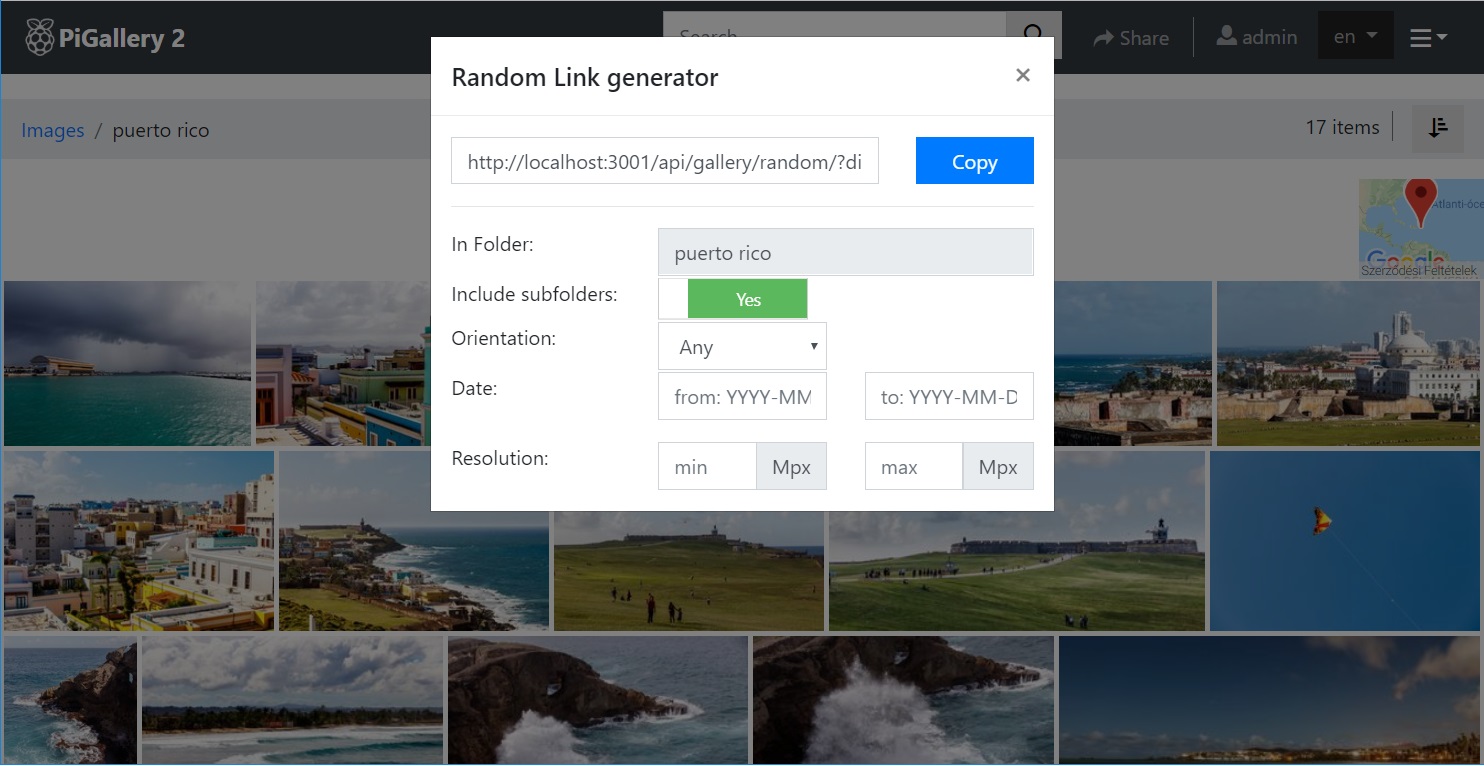 PiGallery 2
Search
Share
admin
en
Random Link generator
×
Images / puerto rico
17 items
http://localhost:3001/api/gallery/random/?di
Copy
Atlanti-óce
Google
Szerződési Feltételek
In Folder:
puerto rico
Include subfolders:
Yes
Orientation:
Any
Date:
from: YYYY-MM
to: YYYY-MM-D
Resolution:
min
Mpx
max
Mpx